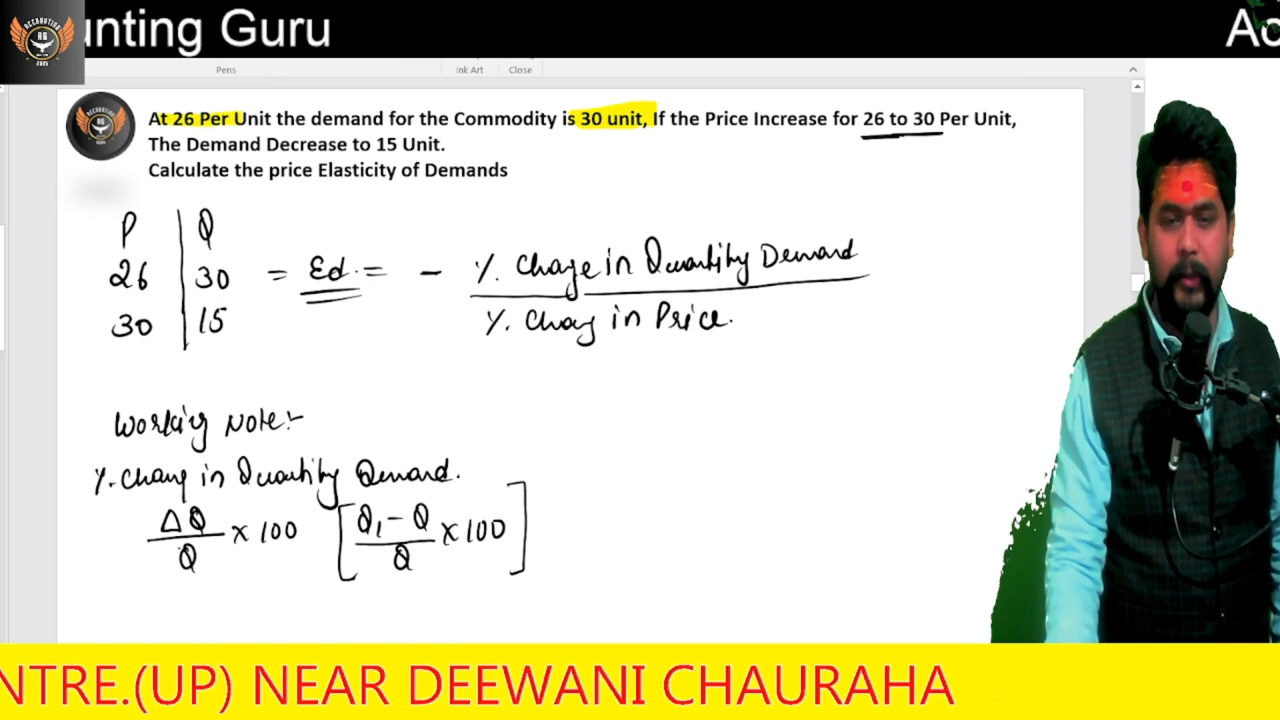 unting Guru
Ac
Pens
Ink Art
Close
At 26 Per Unit the demand for the Commodity is 30 unit, If the Price Increase for 26 to 30 Per Unit,
The Demand Decrease to 15 Unit.
Calculate the price Elasticity of Demands
P | Q
26 | 30 = Ed = - % Change in Quantity Demand
30 | 15 % Chang in Price.
Working Note:-
% Chang in Quantity Demand.
ΔQ/Q × 100 [Q₁ - Q/Q × 100]
NTRE.(UP) NEAR DEEWANI CHAURAHA